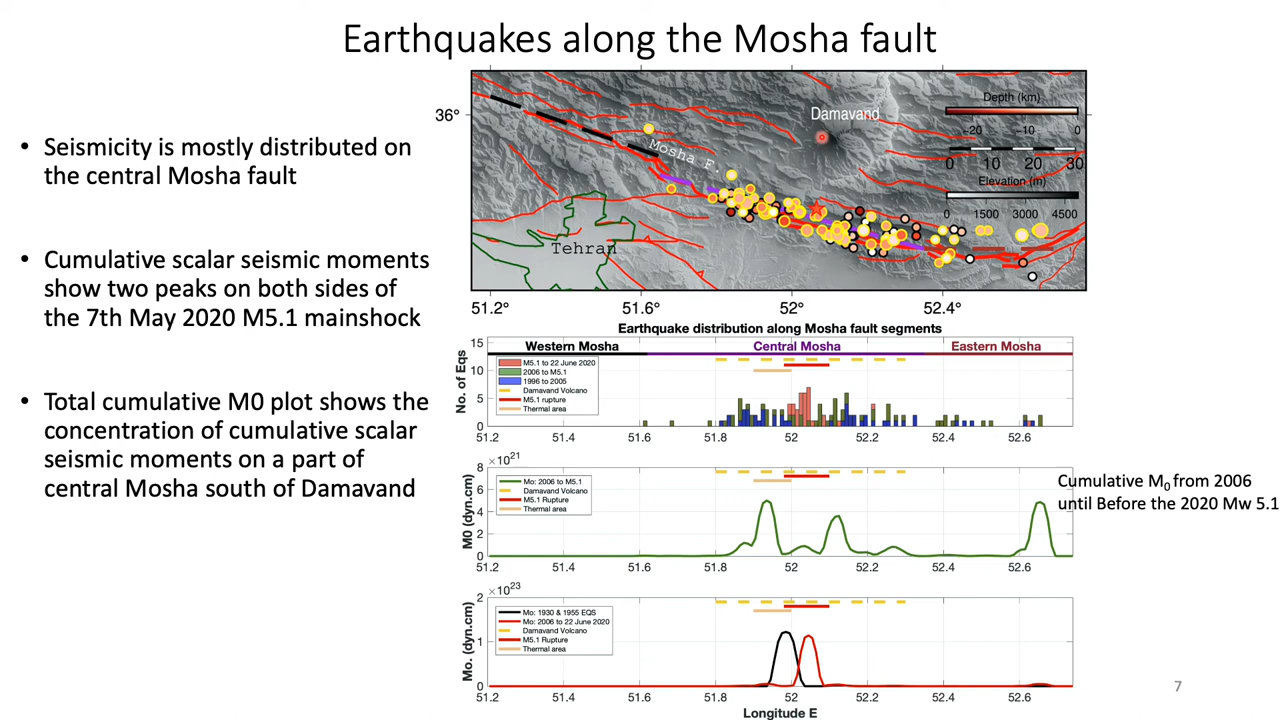 Earthquakes along the Mosha fault
• Seismicity is mostly distributed on
the central Mosha fault
• Cumulative scalar seismic moments
show two peaks on both sides of
the 7th May 2020 M5.1 mainshock
• Total cumulative M0 plot shows the
concentration of cumulative scalar
seismic moments on a part of
central Mosha south of Damavand
36°
Damavand
Mosha F.
Tehran
Depth (km)
−20 −10 0
0 10 20 30
Elevation (m)
0 1500 3000 4500
51.2° 51.6° 52° 52.4°
Earthquake distribution along Mosha fault segments
Western Mosha Central Mosha Eastern Mosha
No. of Eqs
15
10
5
0
M5.1 to 22 June 2020
2006 to M5.1
1996 to 2005
Damavand Volcano
M5.1 rupture
Thermal area
51.2 51.4 51.6 51.8 52 52.2 52.4 52.6
×10²¹
M0 (dyn.cm)
8
6
4
2
0
Mo: 2006 to M5.1
Damavand Volcano
M5.1 Rupture
Thermal area
51.2 51.4 51.6 51.8 52 52.2 52.4 52.6
Cumulative M₀ from 2006
until Before the 2020 Mw 5.1
×10²³
Mo. (dyn.cm)
2
1
0
Mo: 1930 & 1955 EQS
Mo: 2006 to 22 June 2020
Damavand Volcano
M5.1 Rupture
Thermal area
51.2 51.4 51.6 51.8 52 52.2 52.4 52.6
Longitude E
7